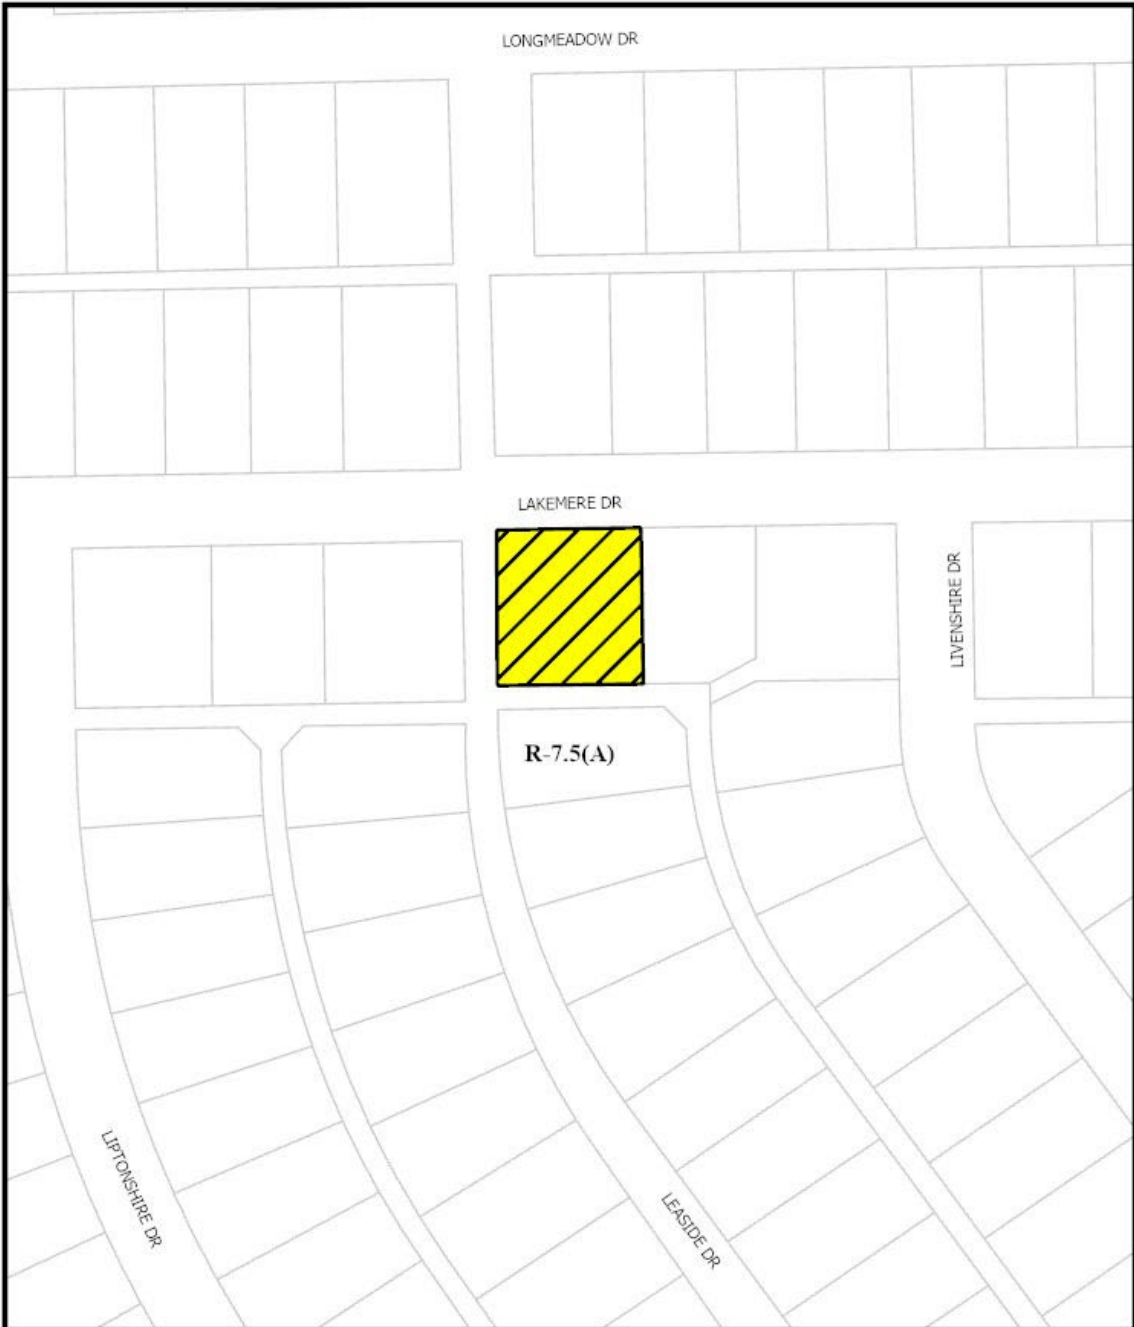 LONGMEADOW DR
LAKEMERE DR
LIVENSHIRE DR
R-7.5(A)
LIPTONSHIRE DR
LEASIDE DR